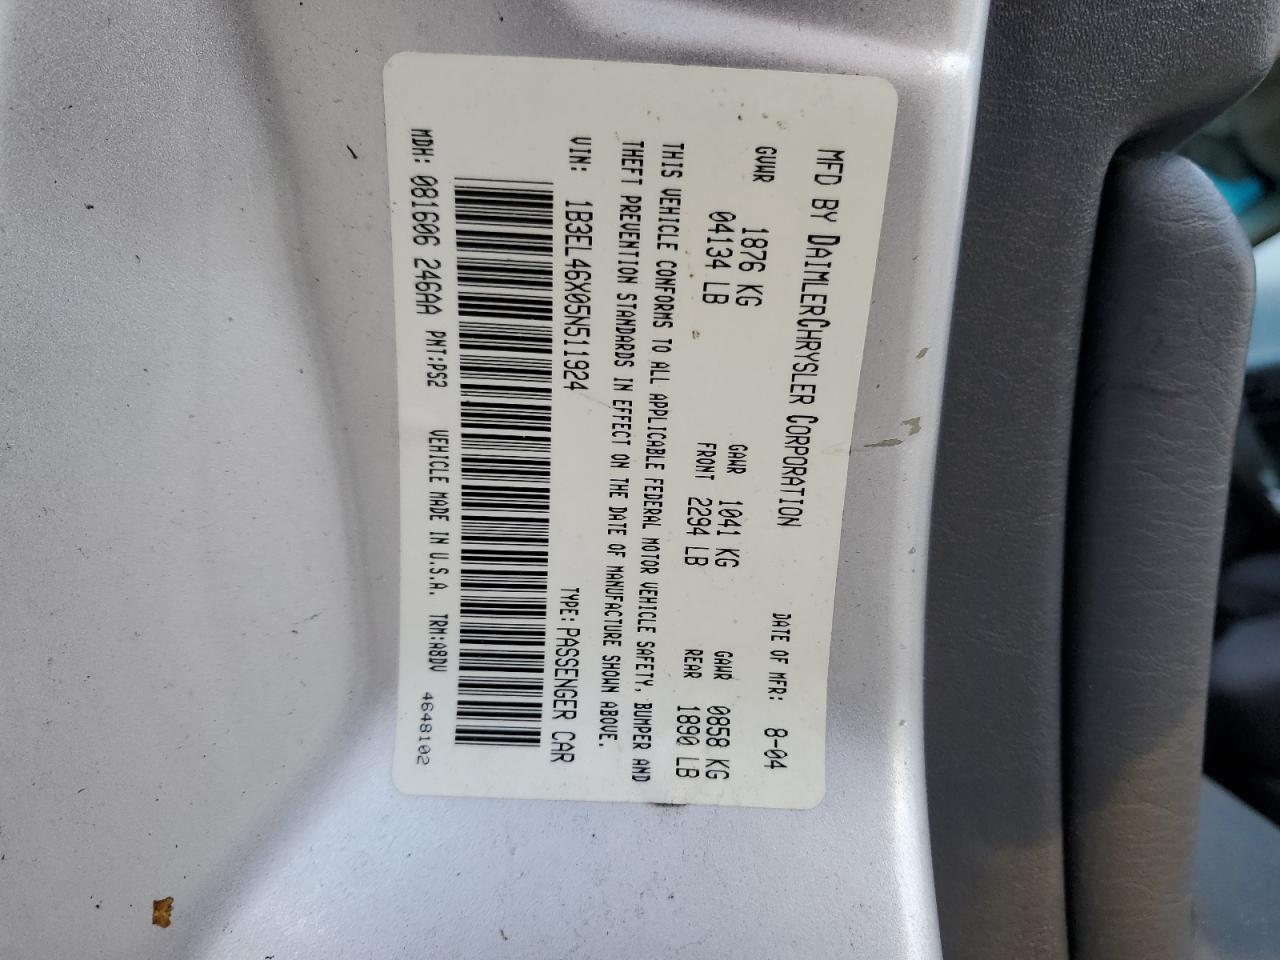 MFD BY DAIMLERCHRYSLER CORPORATION DATE OF MFR: 8-04
GVWR 1876 KG GAWR 1041 KG GAWR 0858 KG
04134 LB FRONT 2294 LB REAR 1890 LB
THIS VEHICLE CONFORMS TO ALL APPLICABLE FEDERAL MOTOR VEHICLE SAFETY, BUMPER AND
THEFT PREVENTION STANDARDS IN EFFECT ON THE DATE OF MANUFACTURE SHOWN ABOVE.
VIN: 1B3EL46X05N511924 TYPE: PASSENGER CAR
MDH: 081606 246AA PNT:PS2 VEHICLE MADE IN U.S.A. TRM:A8DV 4648102